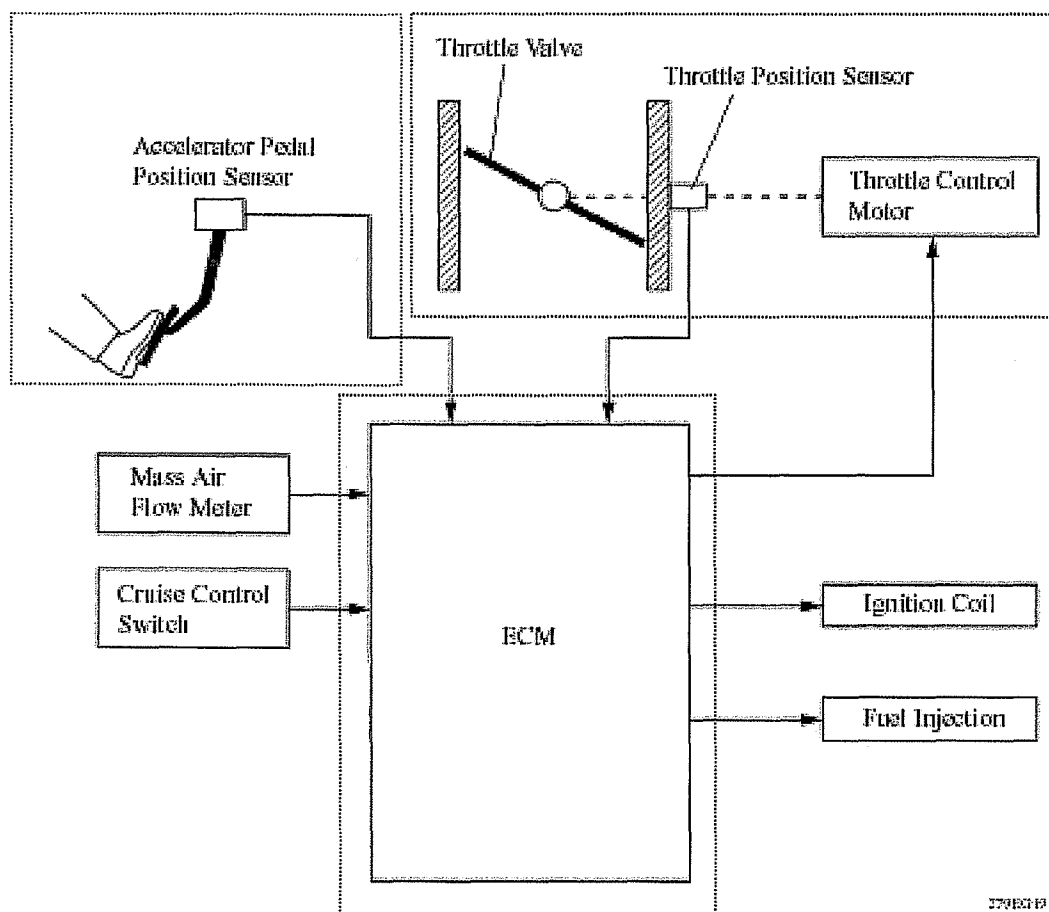 Throttle Valve
Throttle Position Sensor
Accelerator Pedal
Position Sensor
Throttle Control
Motor
Mass Air
Flow Meter
Cruise Control
Switch
ECM
Ignition Coil
Fuel Injection